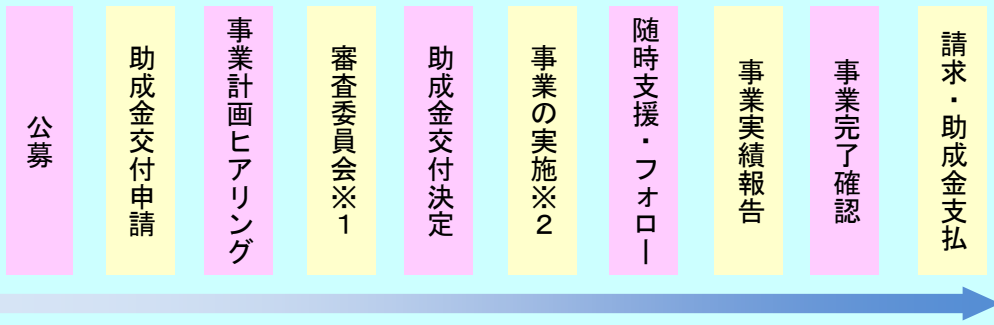 公募
助成金交付申請
事業計画ヒアリング
審査委員会※１
助成金交付決定
事業の実施※２
随時支援・フォロー
事業実績報告
事業完了確認
請求・助成金支払